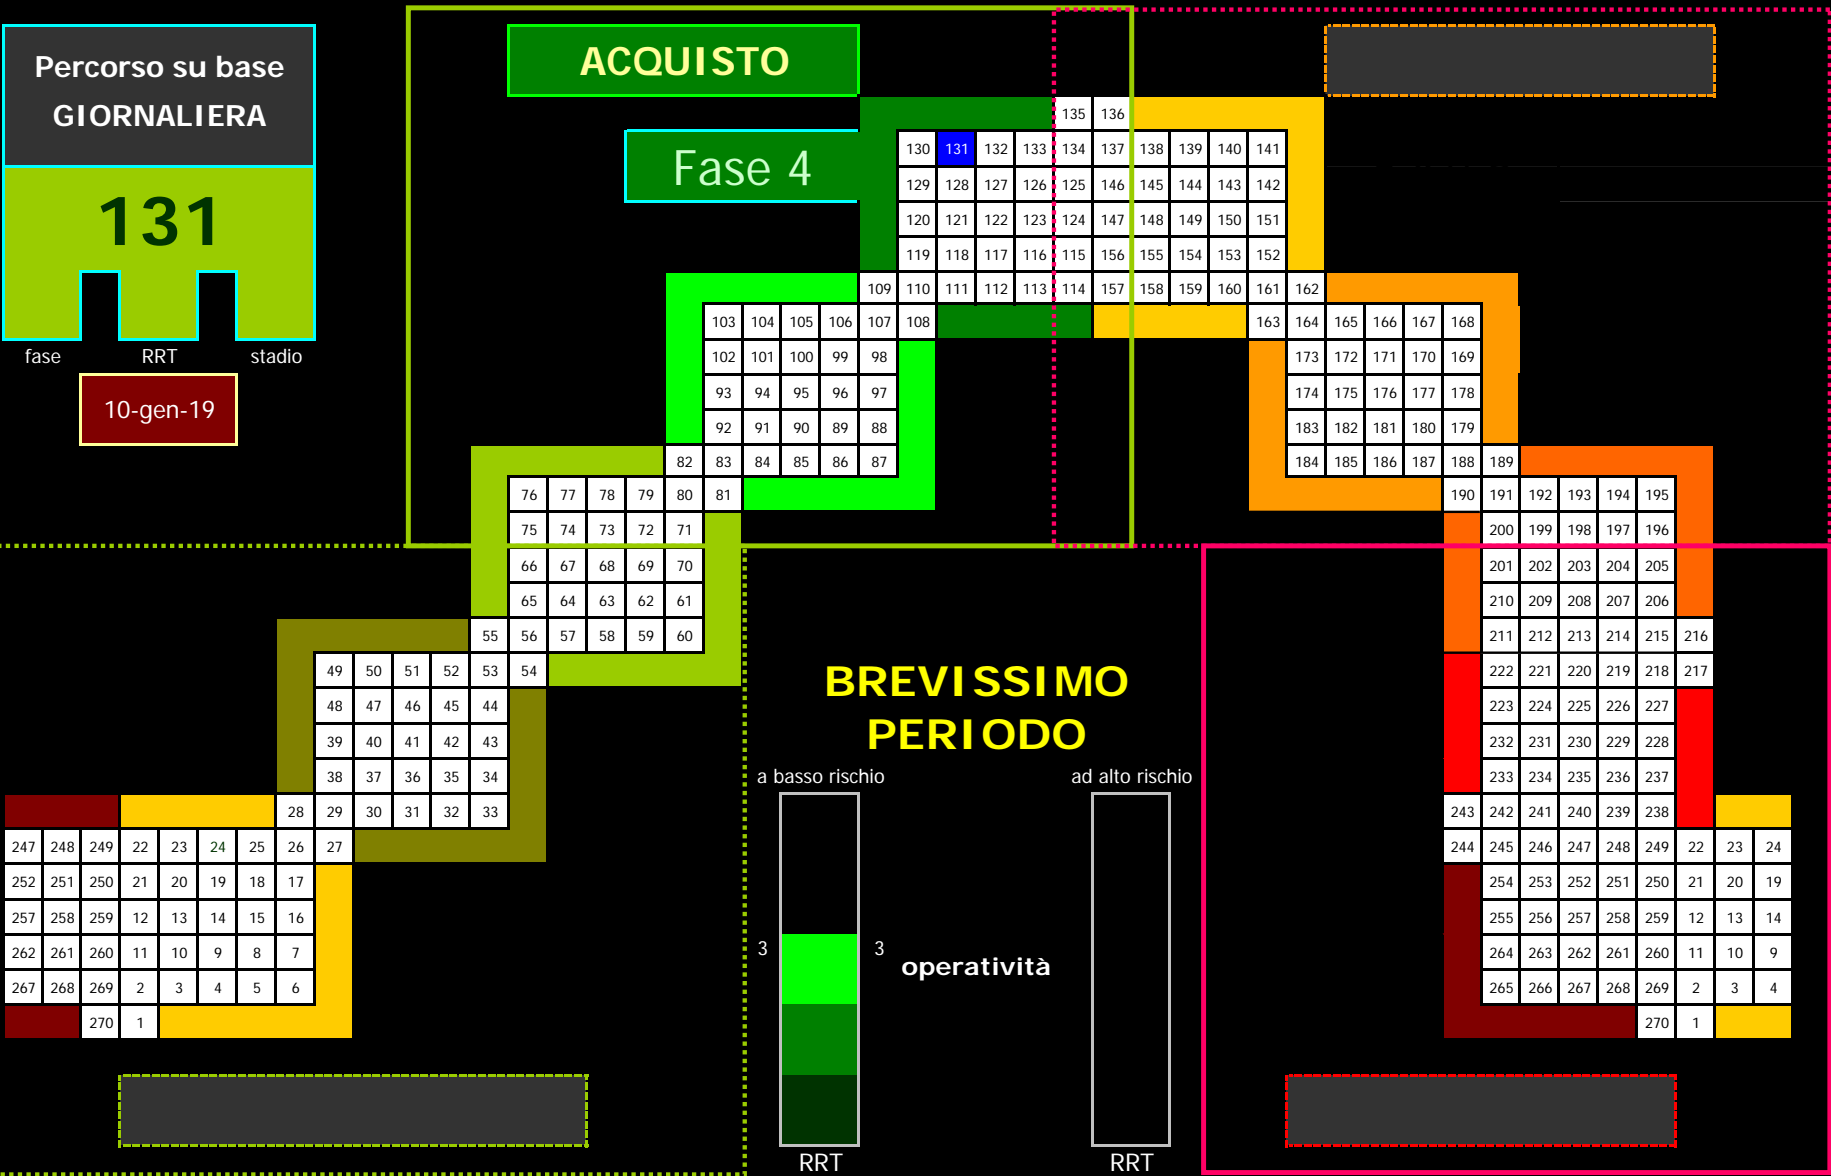 Percorso su base
GIORNALIERA
131
fase RRT stadio
10-gen-19
ACQUISTO
Fase 4
135 136
130 131 132 133 134 137 138 139 140 141
129 128 127 126 125 146 145 144 143 142
120 121 122 123 124 147 148 149 150 151
119 118 117 116 115 156 155 154 153 152
109 110 111 112 113 114 157 158 159 160 161 162
103 104 105 106 107 108 163 164 165 166 167 168
102 101 100 99 98 173 172 171 170 169
93 94 95 96 97 174 175 176 177 178
92 91 90 89 88 183 182 181 180 179
82 83 84 85 86 87 184 185 186 187 188 189
76 77 78 79 80 81 190 191 192 193 194 195
75 74 73 72 71 200 199 198 197 196
66 67 68 69 70 201 202 203 204 205
65 64 63 62 61 210 209 208 207 206
55 56 57 58 59 60 211 212 213 214 215 216
49 50 51 52 53 54 222 221 220 219 218 217
48 47 46 45 44 223 224 225 226 227
39 40 41 42 43 232 231 230 229 228
38 37 36 35 34 233 234 235 236 237
28 29 30 31 32 33 243 242 241 240 239 238
247 248 249 22 23 24 25 26 27 244 245 246 247 248 249 22 23 24
252 251 250 21 20 19 18 17 254 253 252 251 250 21 20 19
257 258 259 12 13 14 15 16 255 256 257 258 259 12 13 14
262 261 260 11 10 9 8 7 264 263 262 261 260 11 10 9
267 268 269 2 3 4 5 6 265 266 267 268 269 2 3 4
270 1 270 1
BREVISSIMO
PERIODO
a basso rischio ad alto rischio
3 3
operatività
RRT RRT